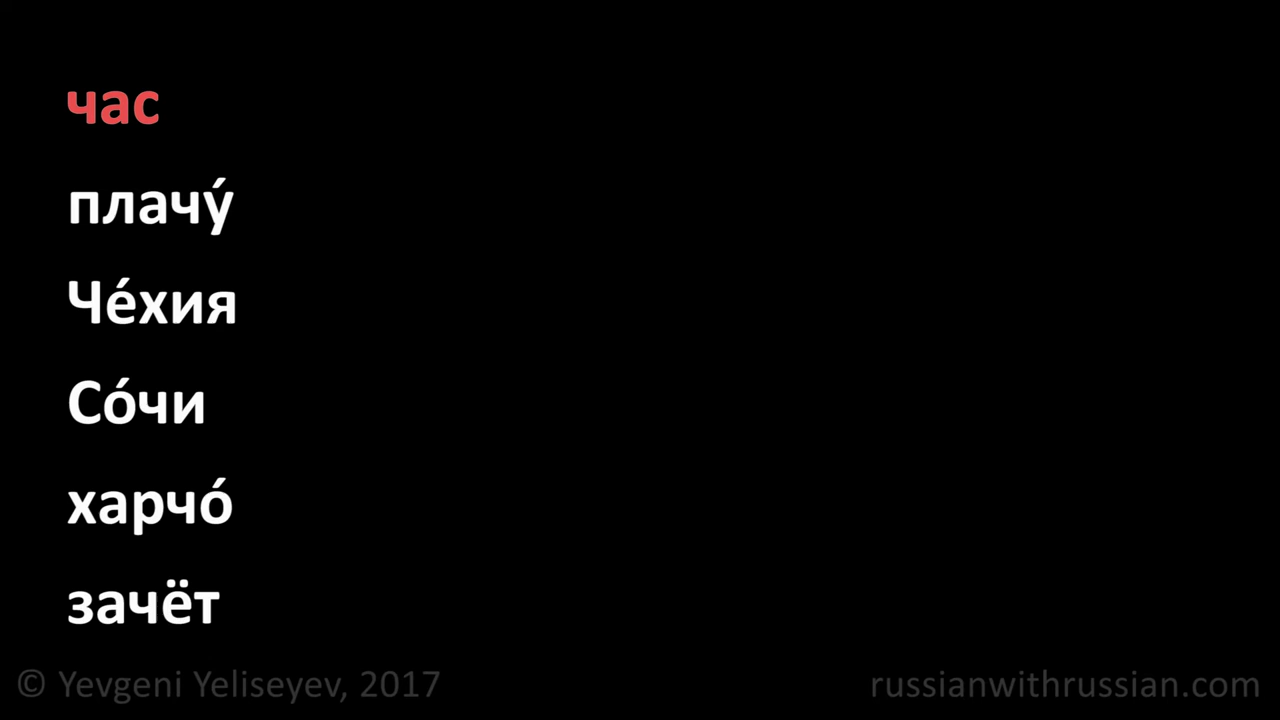 час
плачу́
Че́хия
Со́чи
харчо́
зачёт
© Yevgeni Yeliseyev, 2017
russianwithrussian.com